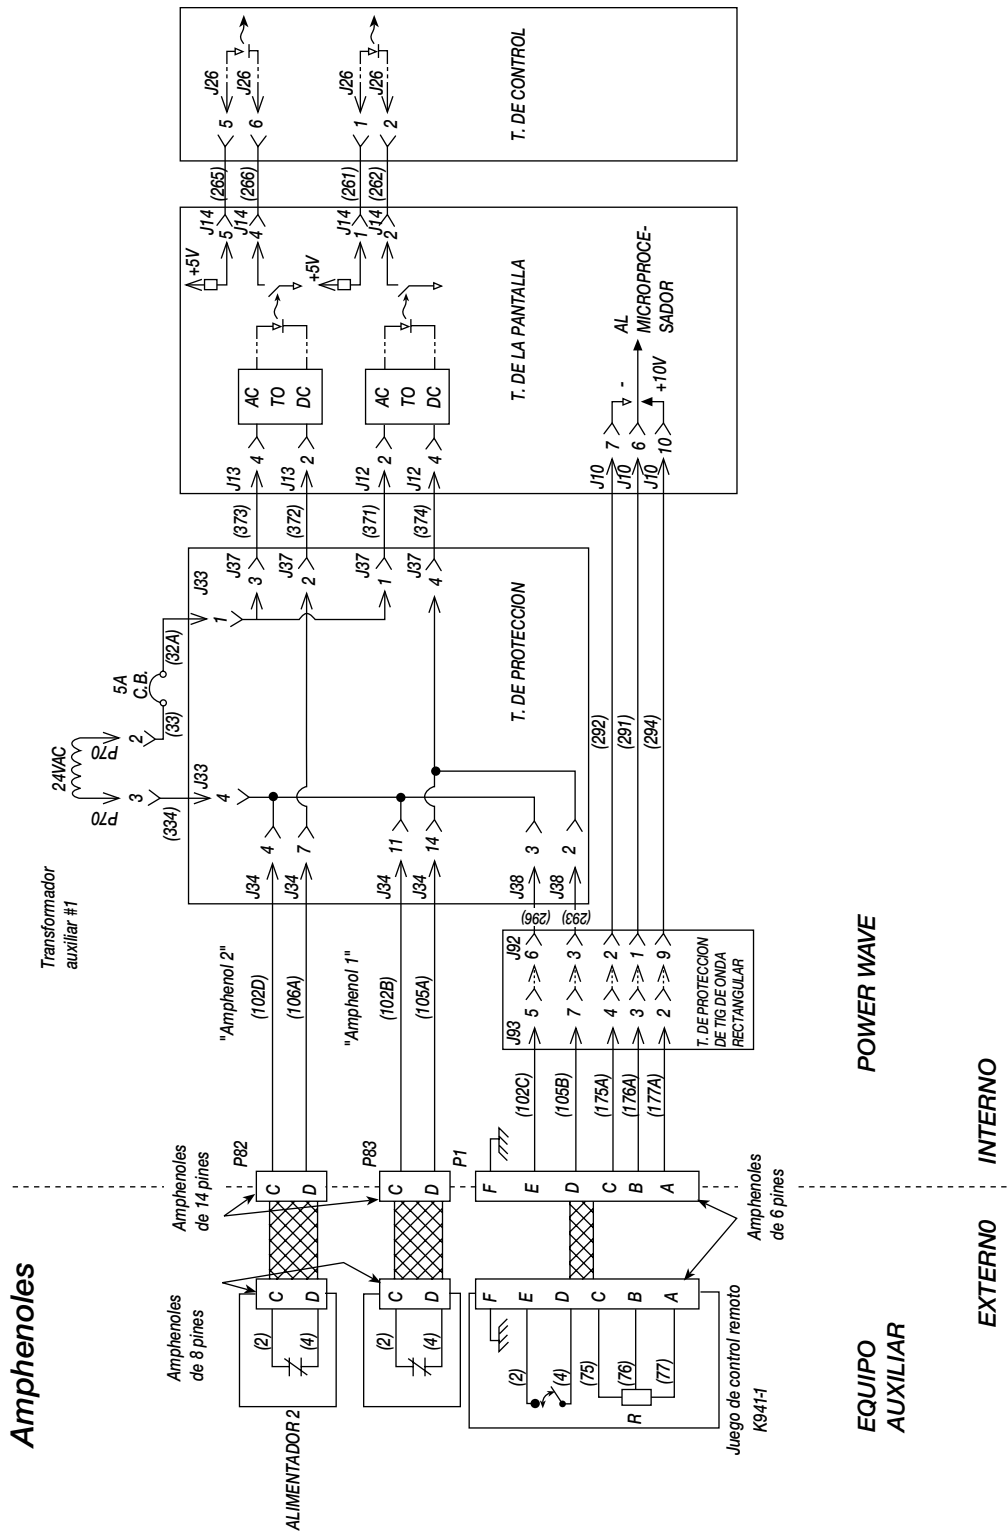 Amphenoles
Transformador
auxiliar #1
24VAC
P70
P70
3
2
5A
C.B.
(334)
(33)
(32A)
J33
J33
4
1
ALIMENTADOR 2
Amphenoles
de 8 pines
Amphenoles
de 14 pines
(2)
(4)
C
D
C
D
P82
"Amphenol 2"
(102D)
(106A)
J34
J34
4
7
J37
J37
3
2
(373)
(372)
J13
J13
4
2
AC
TO
DC
+5V
J14
J14
5
4
(265)
(266)
5
6
J26
J26
(2)
(4)
C
D
C
D
P83
"Amphenol 1"
(102B)
(105A)
J34
J34
11
14
J37
J37
1
4
(371)
(374)
J12
J12
2
4
AC
TO
DC
+5V
J14
J14
1
2
(261)
(262)
1
2
J26
J26
T. DE PROTECCION
T. DE LA PANTALLA
T. DE CONTROL
Juego de control remoto
K941-1
R
(2)
(4)
(75)
(76)
(77)
F
E
D
C
B
A
P1
F
E
D
C
B
A
Amphenoles
de 6 pines
(102C)
(105B)
(175A)
(176A)
(177A)
J93
5
7
4
3
2
J92
6
3
2
1
9
T. DE PROTECCION
DE TIG DE ONDA
RECTANGULAR
(296)
(293)
J38
J38
3
2
(292)
(291)
(294)
J10
J10
J10
7
6
10
-
+10V
AL
MICROPROCE-
SADOR
EQUIPO
AUXILIAR
POWER WAVE
EXTERNO
INTERNO